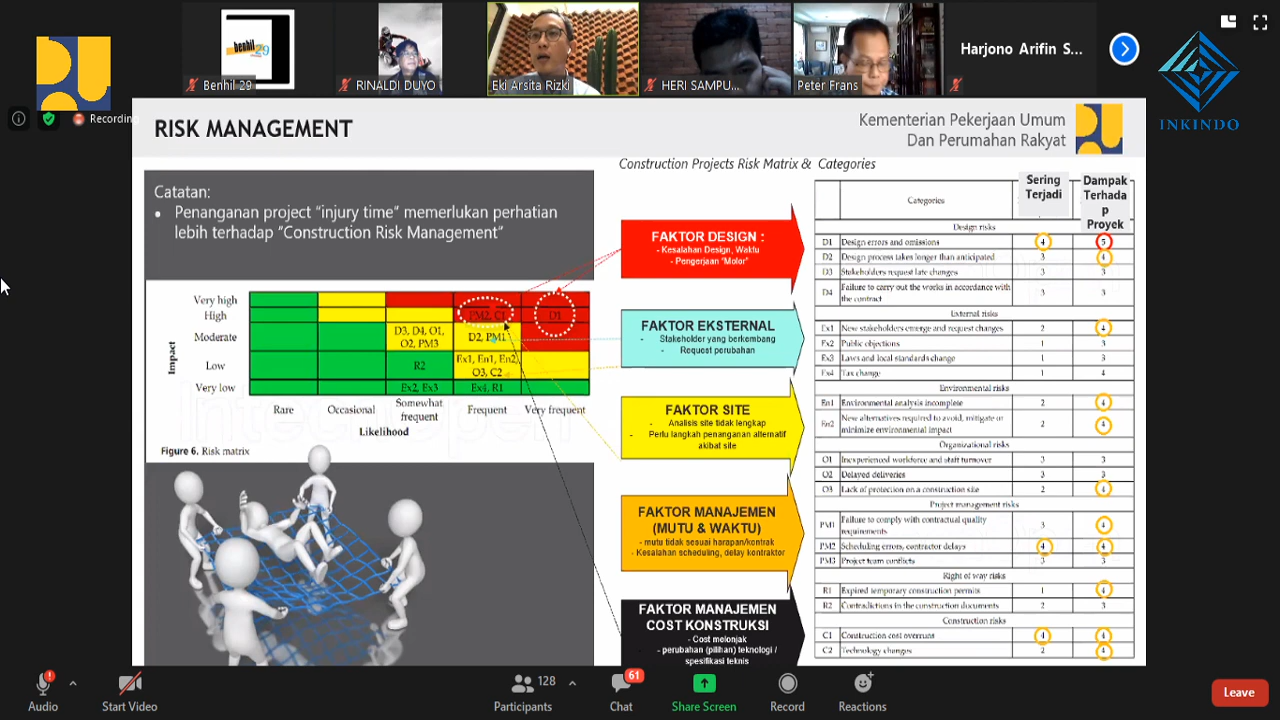 benhil
29
Benhil 29
RINALDI DUYO
Eki Arsita Rizki
HERI SAMPU...
Peter Frans
Harjono Arifin S...
INKINDO
Recording
RISK MANAGEMENT
Kementerian Pekerjaan Umum
Dan Perumahan Rakyat
Catatan:
• Penanganan project "injury time" memerlukan perhatian
lebih terhadap "Construction Risk Management"
Impact
Very high
High PM2, C1 D1
Moderate D3, D4, O1, O2, PM3 D2, PM1
Low R2 Ex1, En1, En2, O3, C2
Very low Ex2, Ex3 Ex4, R1
Rare Occasional Somewhat frequent Frequent Very frequent
Likelihood
Figure 6. Risk matrix
Construction Projects Risk Matrix & Categories
FAKTOR DESIGN :
- Kesalahan Design, Waktu
- Pengerjaan "Molor"
FAKTOR EKSTERNAL
- Stakeholder yang berkembang
- Request perubahan
FAKTOR SITE
- Analisis site tidak lengkap
- Perlu langkah penanganan alternatif
akibat site
FAKTOR MANAJEMEN
(MUTU & WAKTU)
- mutu tidak sesuai harapan/kontrak
- Kesalahan scheduling, delay kontraktor
FAKTOR MANAJEMEN
COST KONSTRUKSI
- Cost melonjak
- perubahan (pilihan) teknologi /
spesifikasi teknis
Categories
Sering
Terjadi
Dampak
Terhada
p
Proyek
Design risks
D1 Design errors and omissions 4 5
D2 Design process takes longer than anticipated 3 4
D3 Stakeholders request late changes 3 3
D4 Failure to carry out the works in accordance with
the contract 3 3
External risks
Ex1 New stakeholders emerge and request changes 2 4
Ex2 Public objections 1 3
Ex3 Laws and local standards change 1 3
Ex4 Tax change 1 4
Environmental risks
En1 Environmental analysis incomplete 2 4
En2 New alternatives required to avoid, mitigate or
minimize environmental impact 2 4
Organizational risks
O1 Inexperienced workforce and staff turnover 3 3
O2 Delayed deliveries 3 3
O3 Lack of protection on a construction site 2 4
Project management risks
PM1 Failure to comply with contractual quality
requirements 3 4
PM2 Scheduling errors, contractor delays 4 4
PM3 Project team conflicts 3 3
Right of way risks
R1 Expired temporary construction permits 1 4
R2 Contradictions in the construction documents 2 3
Construction risks
C1 Construction cost overruns 4 4
C2 Technology changes 2 4
Audio
Start Video
Participants
128
Chat
61
Share Screen
Record
Reactions
Leave